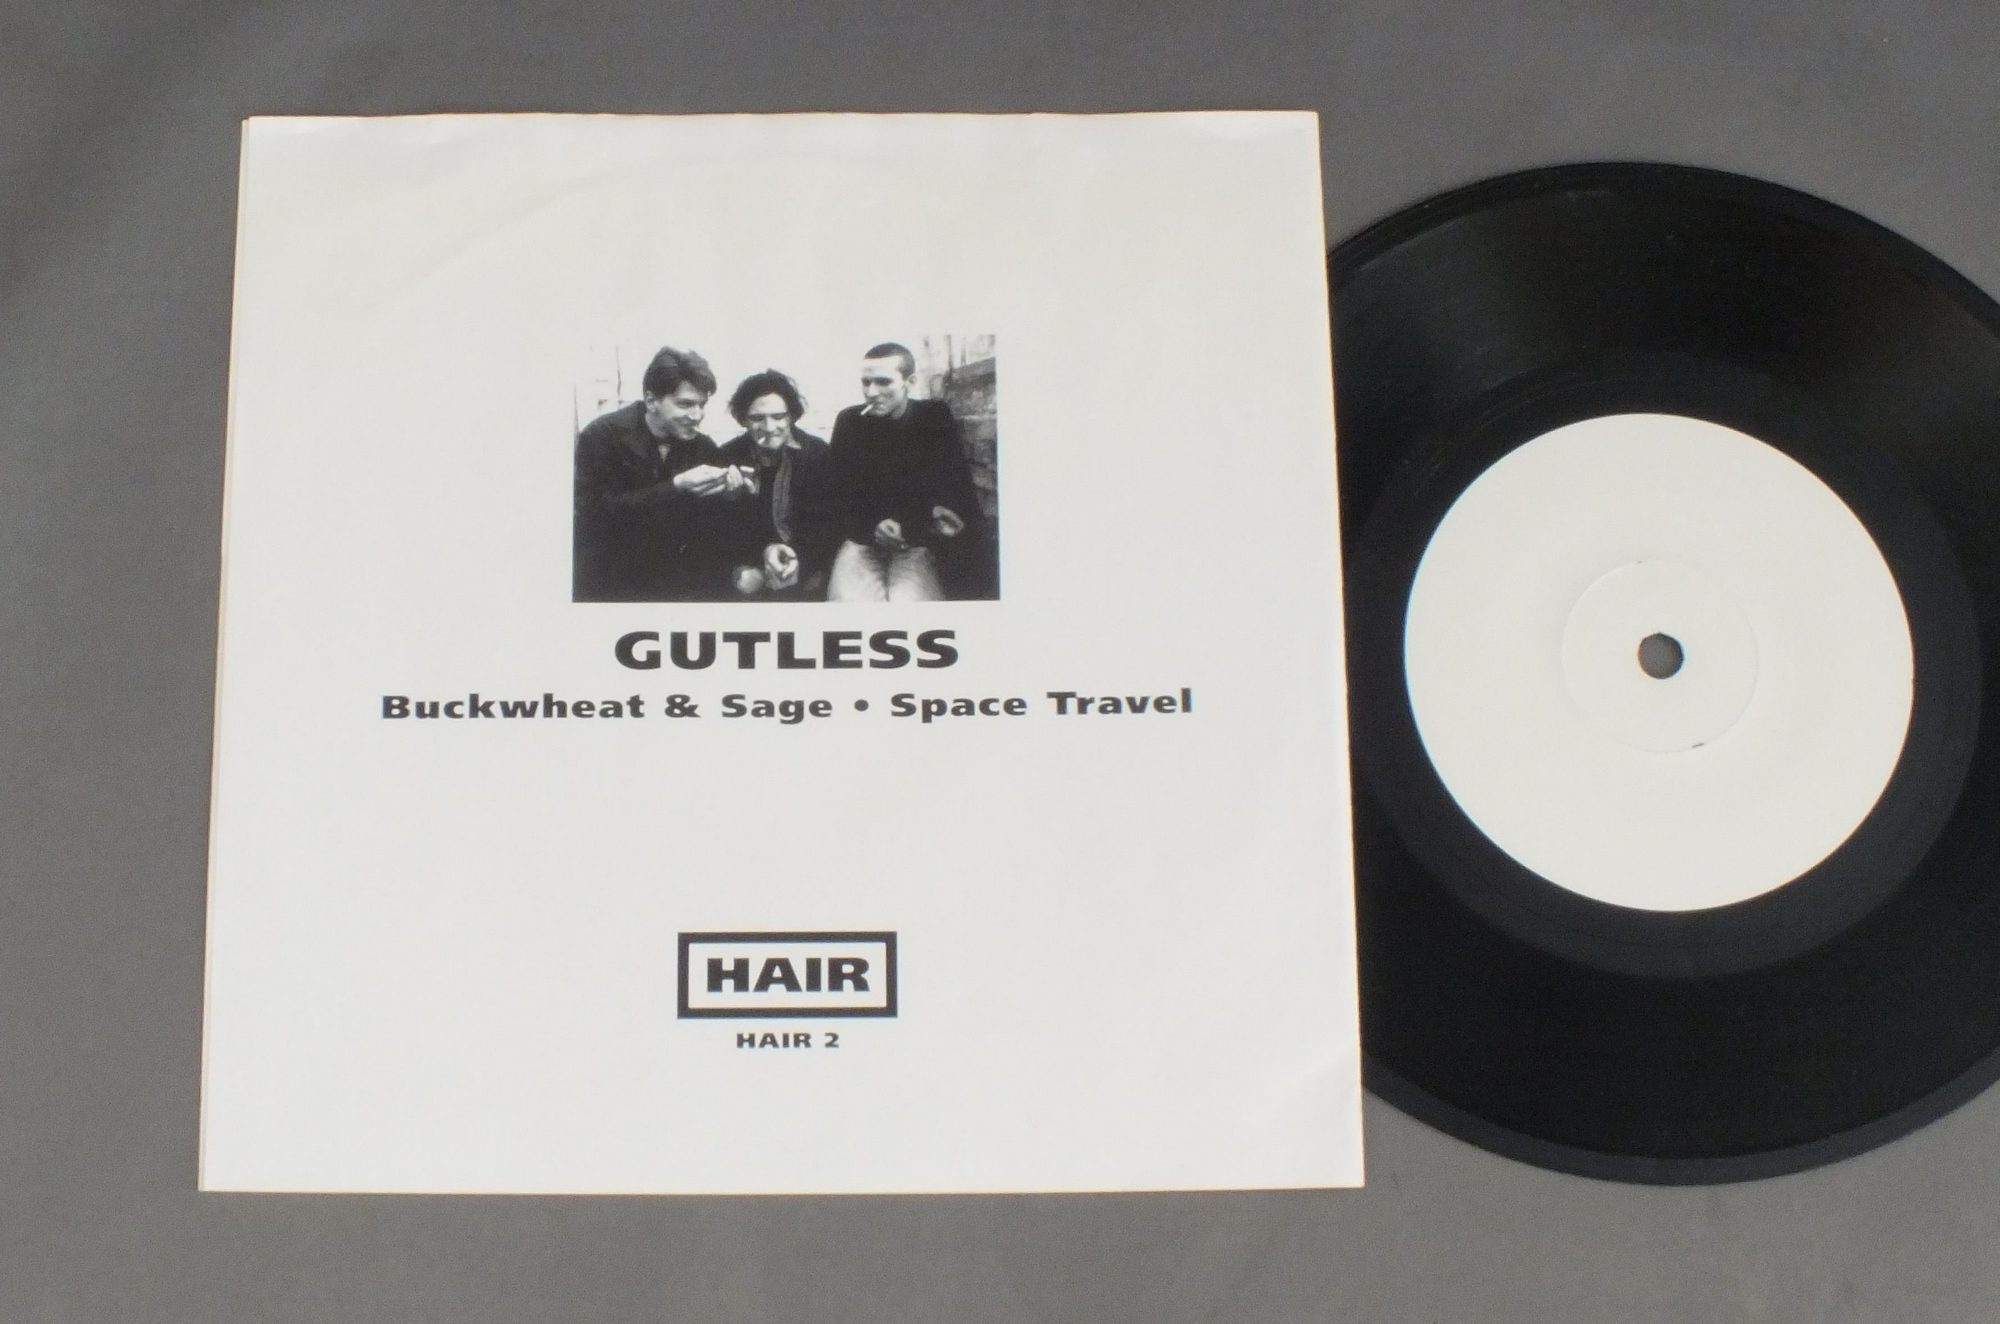 GUTLESS
Buckwheat & Sage • Space Travel
HAIR
HAIR 2